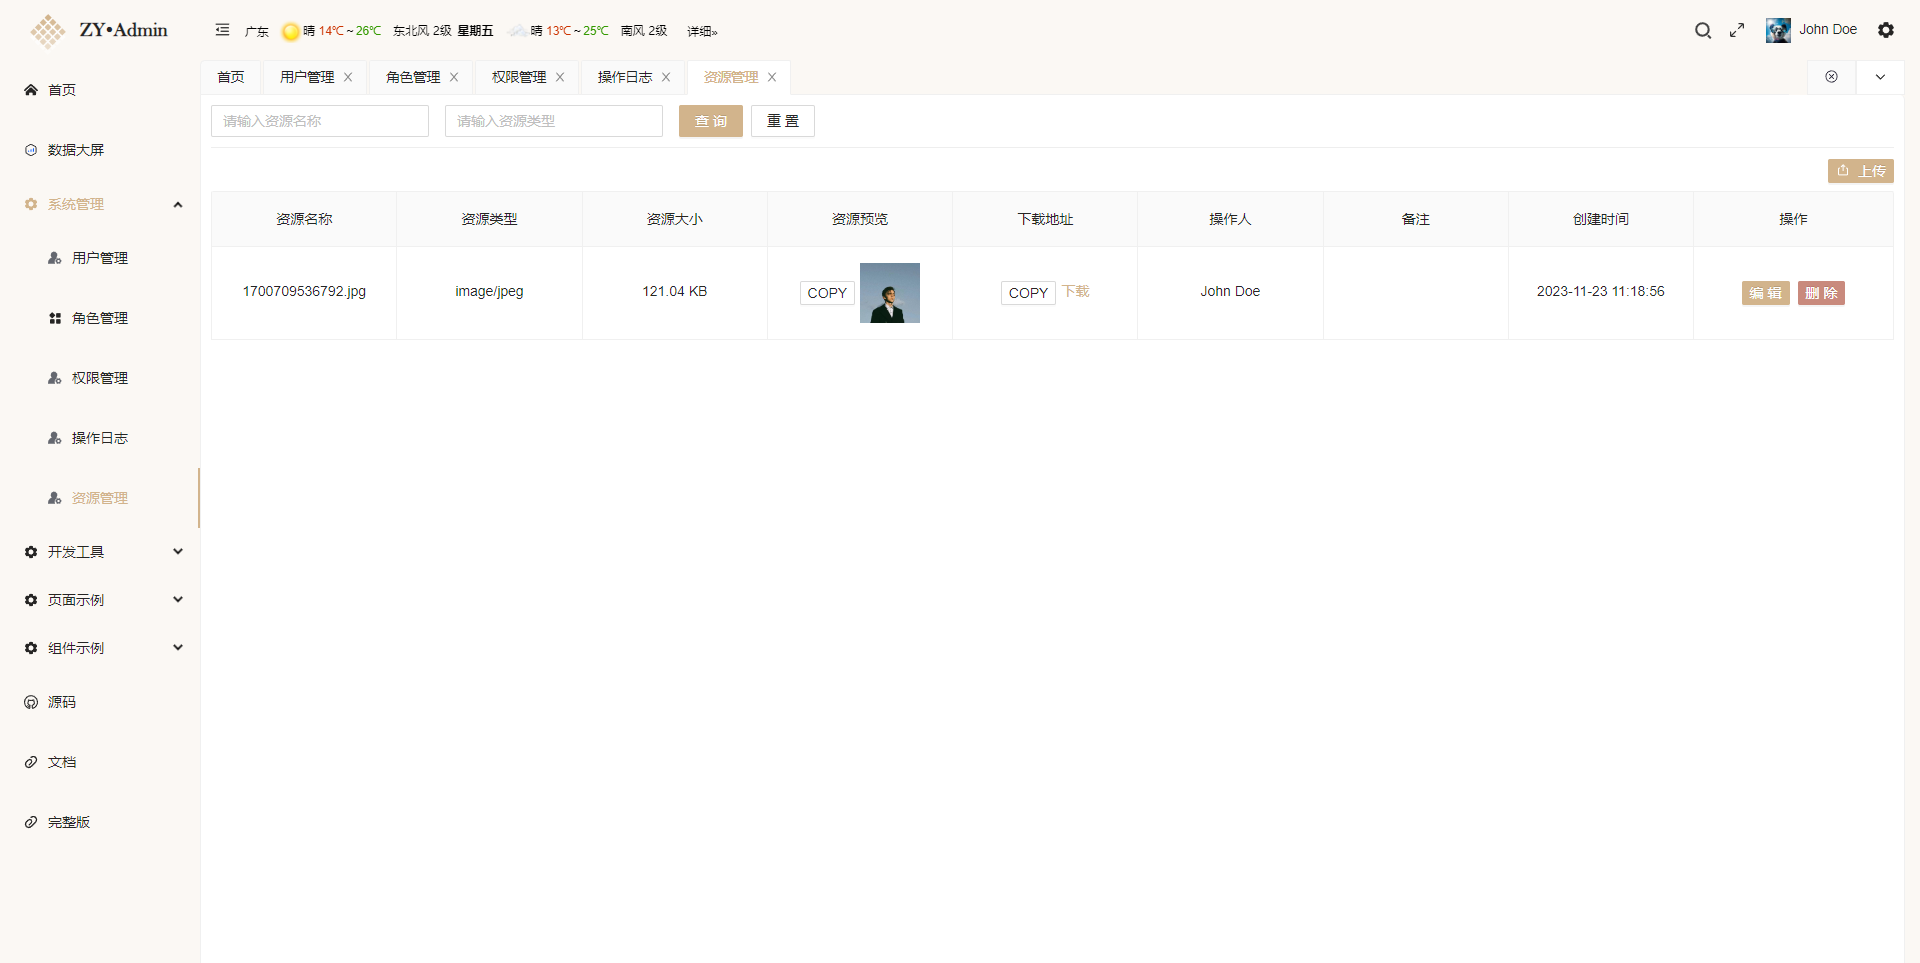 ZY•Admin
广东 晴 14℃~26℃ 东北风 2级 星期五 晴 13℃~25℃ 南风 2级 详细»
John Doe
首页
数据大屏
系统管理
用户管理
角色管理
权限管理
操作日志
资源管理
开发工具
页面示例
组件示例
源码
文档
完整版
首页 用户管理 角色管理 权限管理 操作日志 资源管理
请输入资源名称 请输入资源类型 查 询 重 置
上传
资源名称 资源类型 资源大小 资源预览 下载地址 操作人 备注 创建时间 操作
1700709536792.jpg image/jpeg 121.04 KB COPY COPY 下载 John Doe 2023-11-23 11:18:56 编 辑 删 除